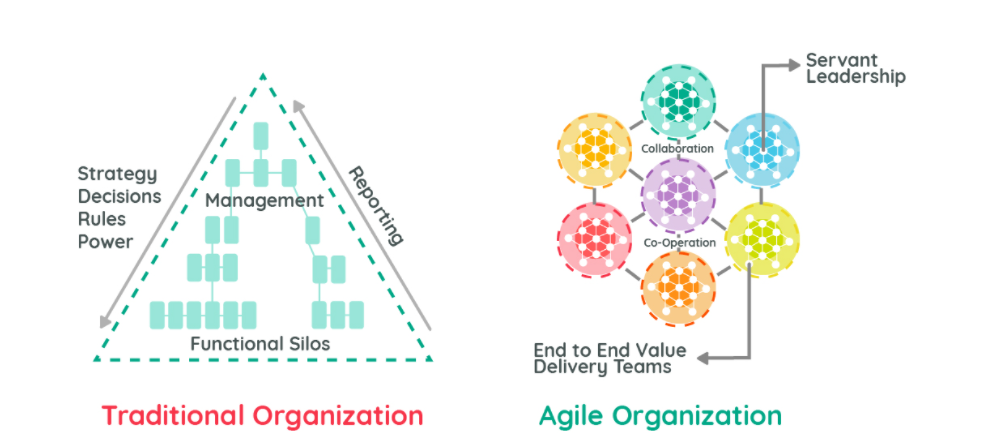 Strategy
Decisions
Rules
Power
Management
Reporting
Functional Silos
Traditional Organization
Servant
Leadership
Collaboration
Co-Operation
End to End Value
Delivery Teams
Agile Organization